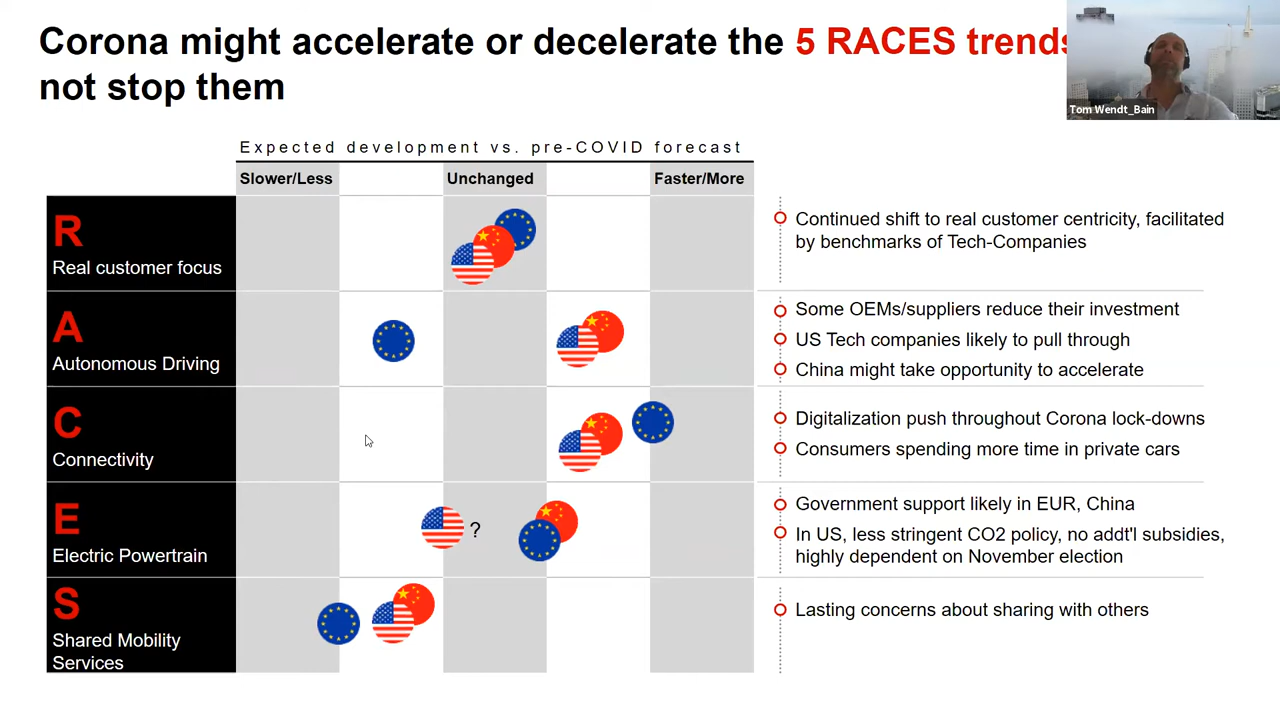 Corona might accelerate or decelerate the 5 RACES trends
not stop them
Tom Wendt_Bain
Expected development vs. pre-COVID forecast
Slower/Less Unchanged Faster/More
R
Real customer focus
Continued shift to real customer centricity, facilitated
by benchmarks of Tech-Companies
A
Autonomous Driving
Some OEMs/suppliers reduce their investment
US Tech companies likely to pull through
China might take opportunity to accelerate
C
Connectivity
Digitalization push throughout Corona lock-downs
Consumers spending more time in private cars
E
Electric Powertrain
?
Government support likely in EUR, China
In US, less stringent CO2 policy, no addt'l subsidies,
highly dependent on November election
S
Shared Mobility
Services
Lasting concerns about sharing with others